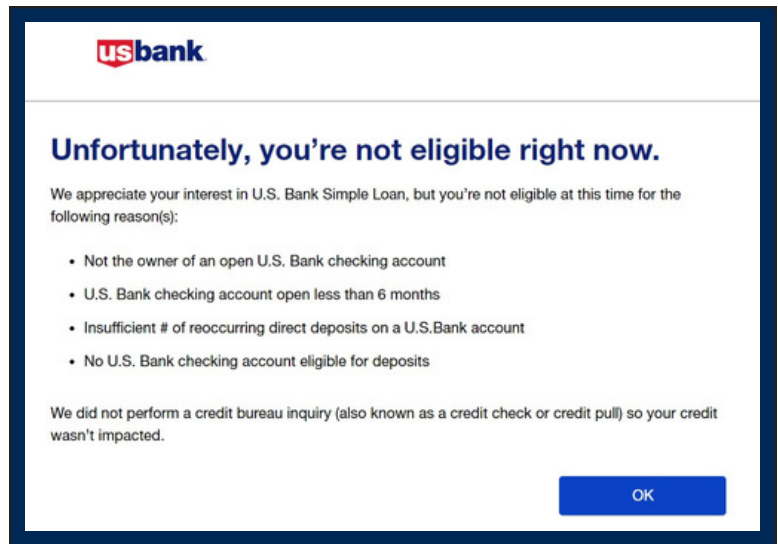 usbank
Unfortunately, you're not eligible right now.
We appreciate your interest in U.S. Bank Simple Loan, but you're not eligible at this time for the
following reason(s):
• Not the owner of an open U.S. Bank checking account
• U.S. Bank checking account open less than 6 months
• Insufficient # of reoccurring direct deposits on a U.S.Bank account
• No U.S. Bank checking account eligible for deposits
We did not perform a credit bureau inquiry (also known as a credit check or credit pull) so your credit
wasn't impacted.
OK